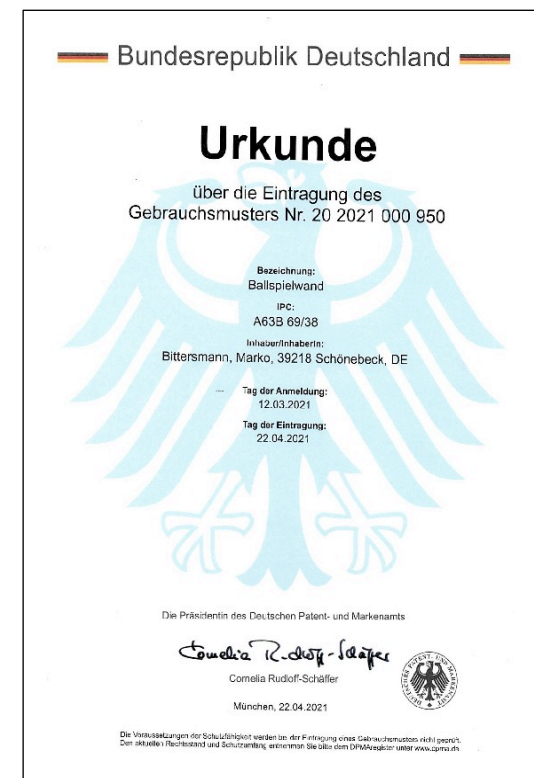 Bundesrepublik Deutschland
Urkunde
über die Eintragung des
Gebrauchsmusters Nr. 20 2021 000 950
Bezeichnung:
Ballspielwand
IPC:
A63B 69/38
Inhaber/Inhaberin:
Bittersmann, Marko, 39218 Schönebeck, DE
Tag der Anmeldung:
12.03.2021
Tag der Eintragung:
22.04.2021
Die Präsidentin des Deutschen Patent- und Markenamts
Cornelia Rudloff-Schäffer
Cornelia Rudloff-Schäffer
DEUTSCHES PATENT- UND MARKENAMT
München, 22.04.2021
Die Voraussetzungen der Schutzfähigkeit werden bei der Eintragung eines Gebrauchsmusters nicht geprüft.
Den aktuellen Rechtsstand und Schutzumfang entnehmen Sie bitte dem DPMAregister unter www.dpma.de.